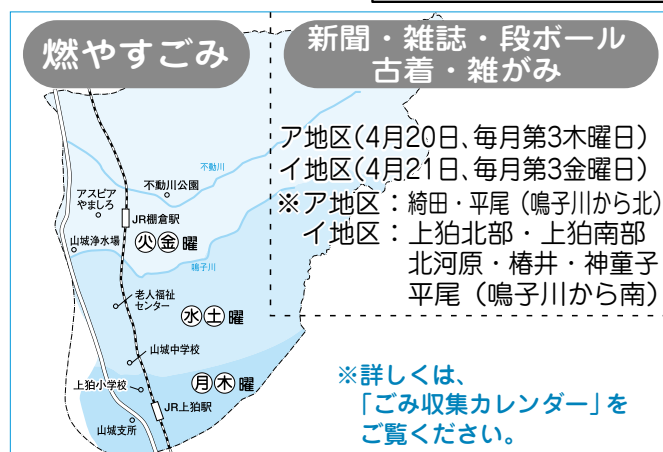 燃やすごみ
新聞・雑誌・段ボール
古着・雑がみ
ア地区(4月20日、毎月第3木曜日)
イ地区(4月21日、毎月第3金曜日)
※ア地区：綺田・平尾（鳴子川から北）
イ地区：上狛北部・上狛南部
北河原・椿井・神童子
平尾（鳴子川から南）
不動川
アスピア
やましろ
不動川公園
JR棚倉駅
山城浄水場
火金曜
鳴子川
老人福祉
センター
水土曜
山城中学校
上狛小学校
月木曜
JR上狛駅
山城支所
※詳しくは、
「ごみ収集カレンダー」を
ご覧ください。